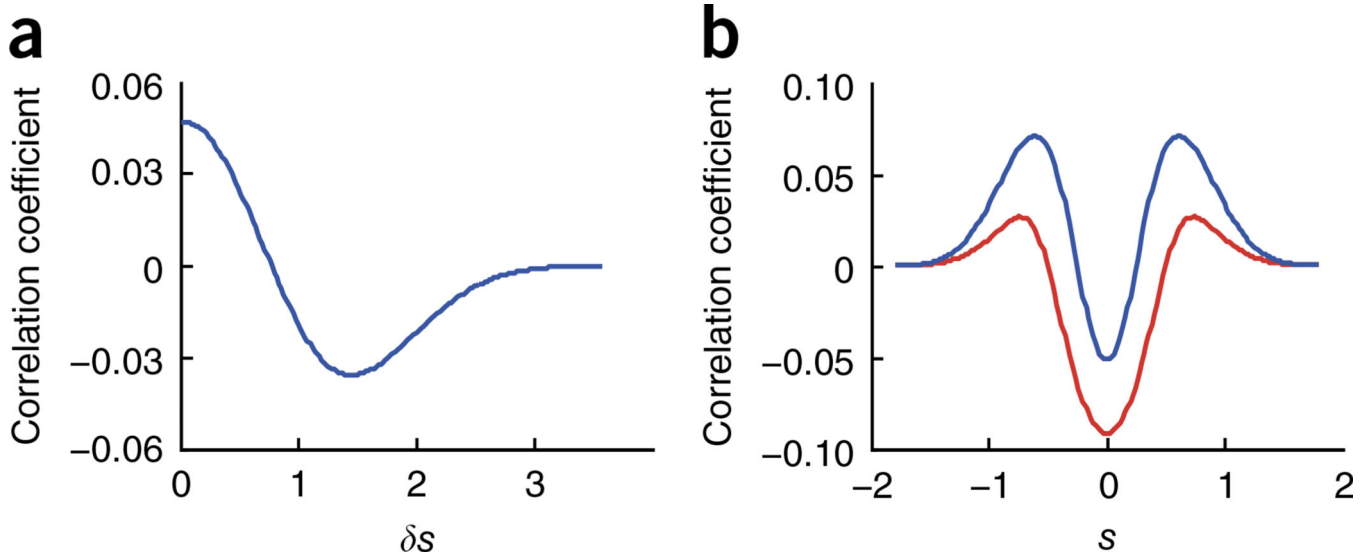 a
Correlation coefficient
0.06
0.03
0
−0.03
−0.06
0 1 2 3
δs
b
Correlation coefficient
0.10
0.05
0
−0.05
−0.10
−2 −1 0 1 2
s